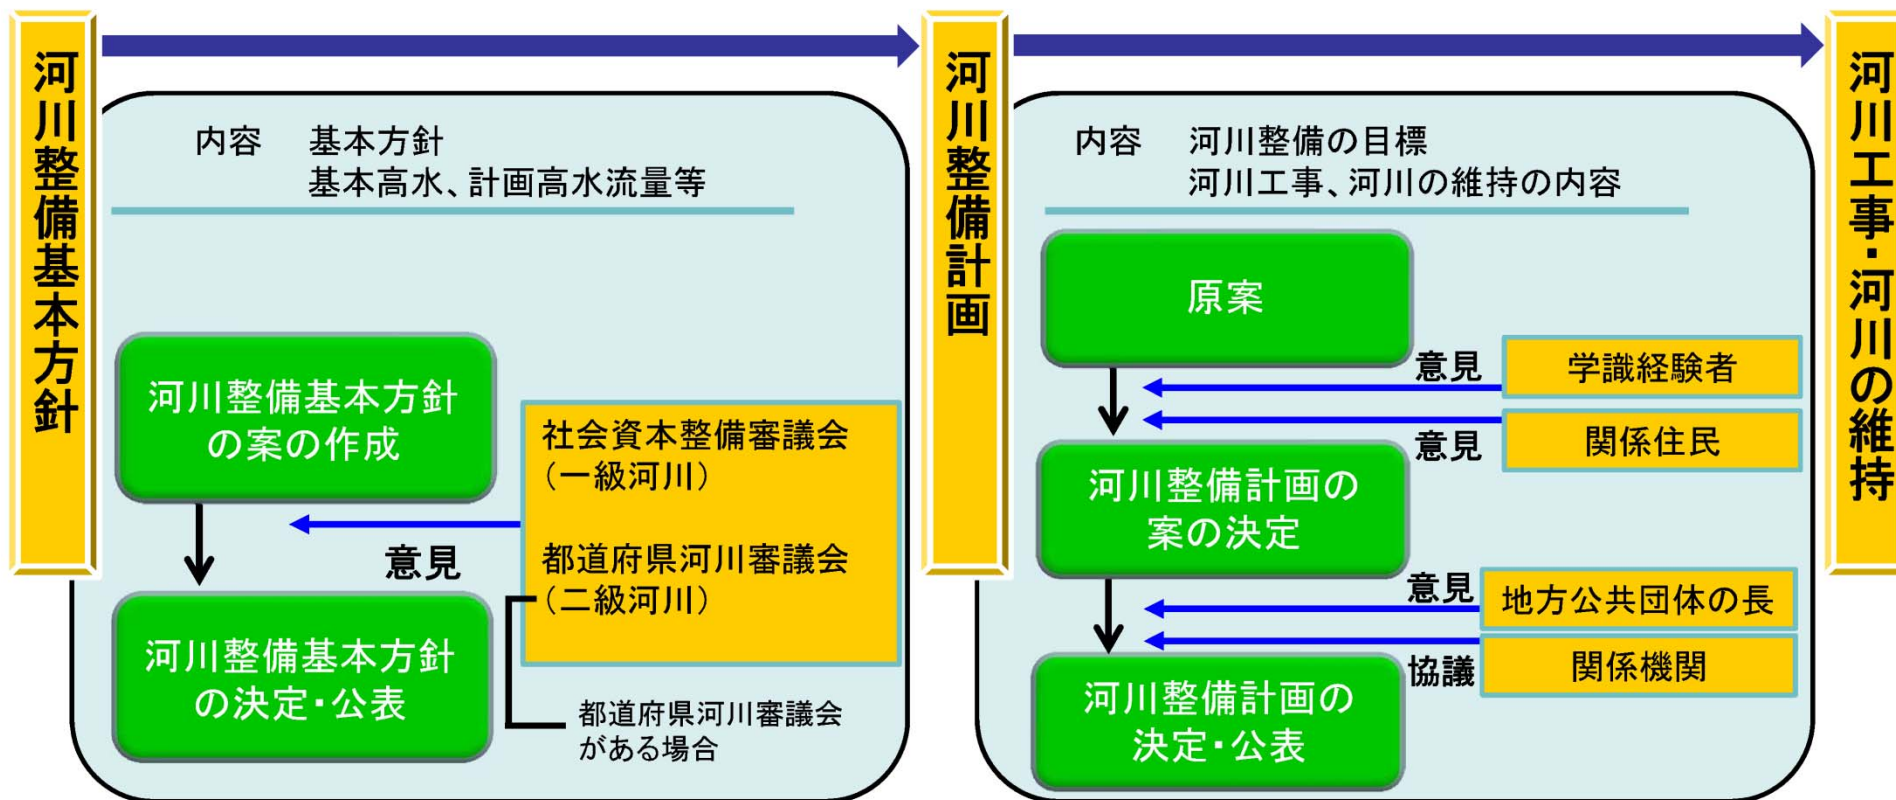 河川整備基本方針
内容 基本方針
基本高水、計画高水流量等
河川整備基本方針
の案の作成
意見
社会資本整備審議会
（一級河川）
都道府県河川審議会
（二級河川）
河川整備基本方針
の決定・公表
都道府県河川審議会
がある場合
河川整備計画
内容 河川整備の目標
河川工事、河川の維持の内容
原案
意見
学識経験者
意見
関係住民
河川整備計画の
案の決定
意見
地方公共団体の長
協議
関係機関
河川整備計画の
決定・公表
河川工事・河川の維持